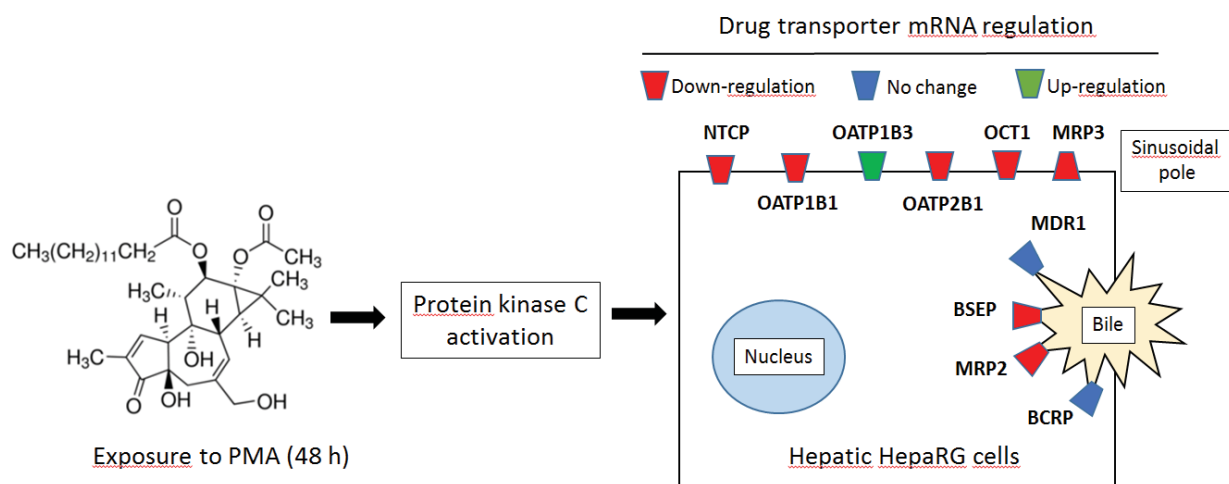 Drug transporter mRNA regulation
Down-regulation
No change
Up-regulation
NTCP
OATP1B3
OCT1
MRP3
Sinusoidal
pole
OATP1B1
OATP2B1
MDR1
BSEP
Bile
MRP2
BCRP
Nucleus
Hepatic HepaRG cells
Protein kinase C
activation
O
O
CH₃(CH₂)₁₁CH₂
O
O
CH₃
H₃C
CH₃
H
CH₃
H
H
H₃C
OH
O
OH
OH
Exposure to PMA (48 h)